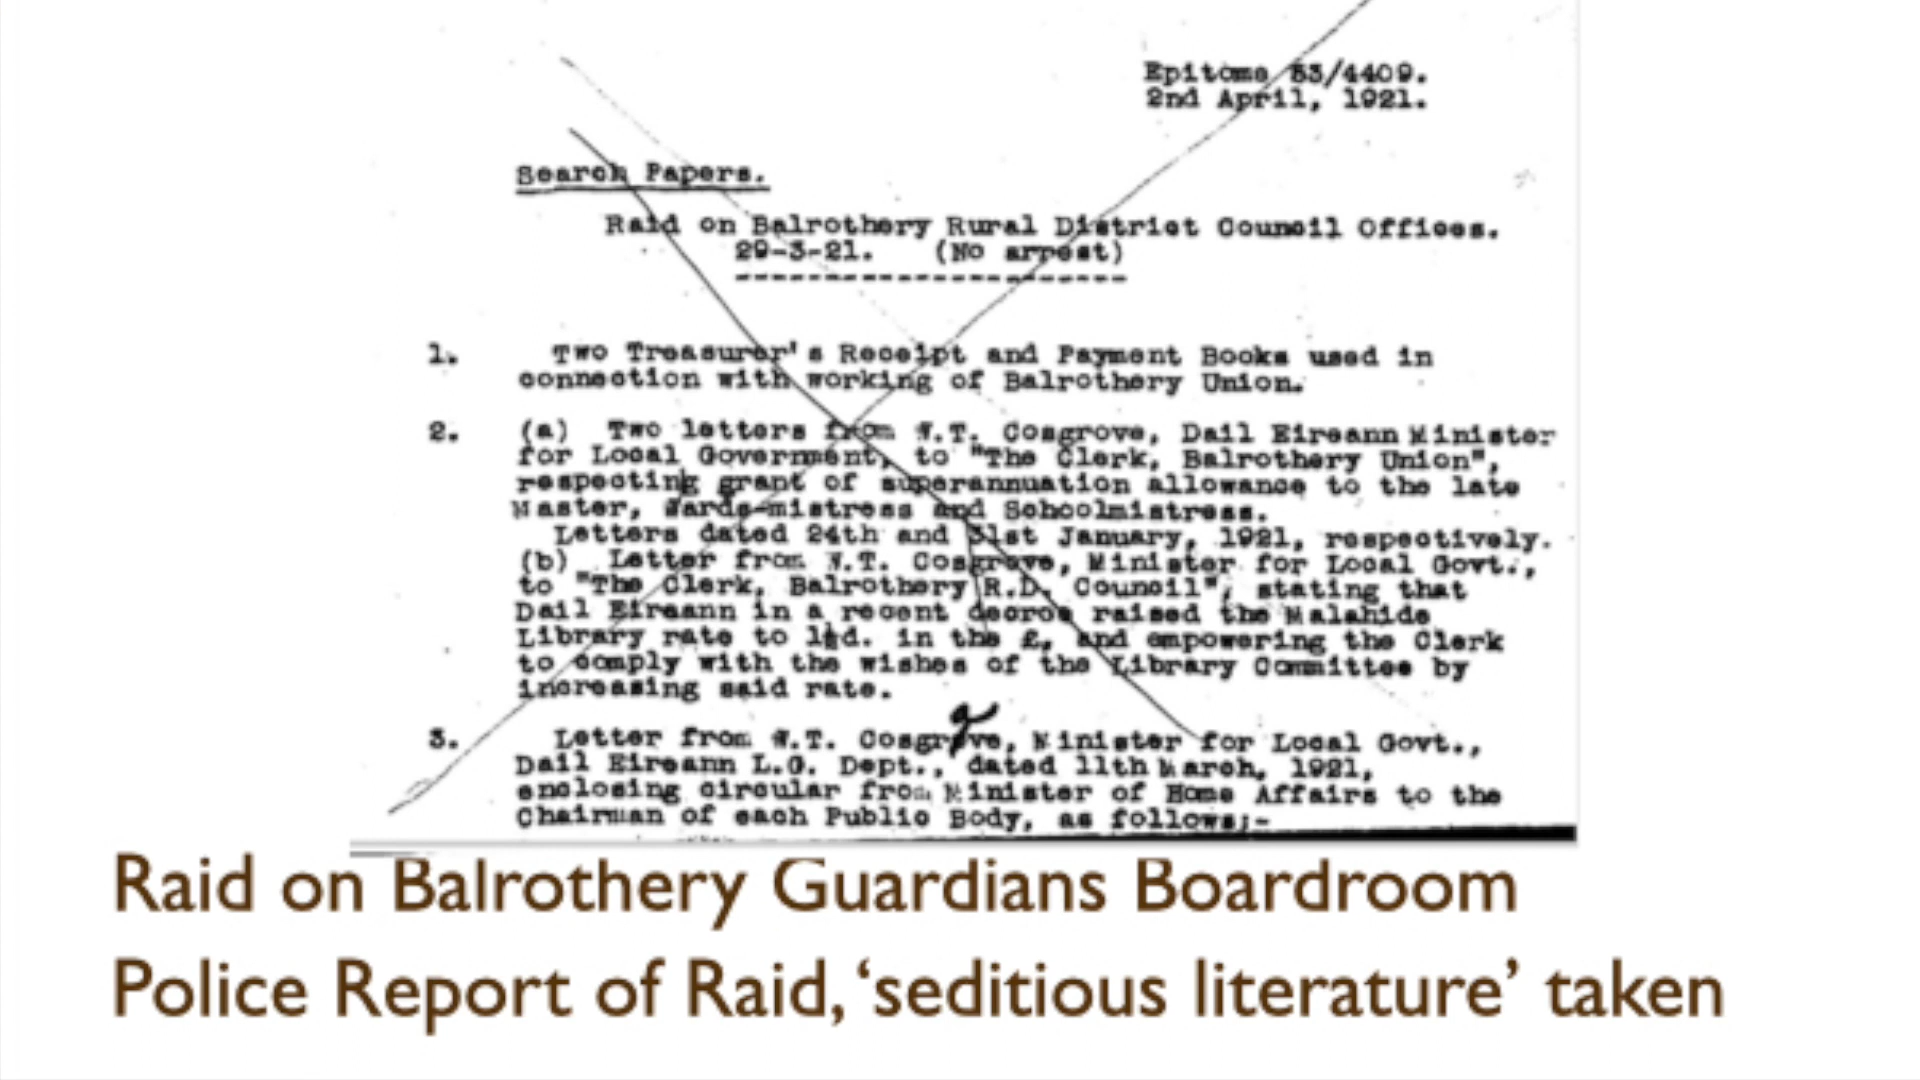 Epitome 53/4409.
2nd April, 1921.
Search Papers.
Raid on Balrothery Rural District Council Offices.
29-3-21. (No arrest)
----------------------
1. Two Treasurer's Receipt and Payment Books used in
connection with working of Balrothery Union.
2. (a) Two letters from W.T. Cosgrove, Dail Eireann Minister
for Local Government, to "The Clerk, Balrothery Union",
respecting grant of superannuation allowance to the late
Master, Wards-mistress and Schoolmistress.
Letters dated 24th and 31st January, 1921, respectively.
(b) Letter from W.T. Cosgrove, Minister for Local Govt.,
to "The Clerk, Balrothery R.D. Council", stating that
Dail Eireann in a recent decree raised the Malahide
Library rate to in the £, and empowering the Clerk
to comply with the wishes of the Library Committee by
increasing said rate.
3. Letter from W.T. Cosgrave, Minister for Local Govt.,
Dail Eireann L.G. Dept., dated 11th March, 1921,
enclosing circular from Minister of Home Affairs to the
Chairman of each Public Body, as follows;-
Raid on Balrothery Guardians Boardroom
Police Report of Raid, ‘seditious literature’ taken